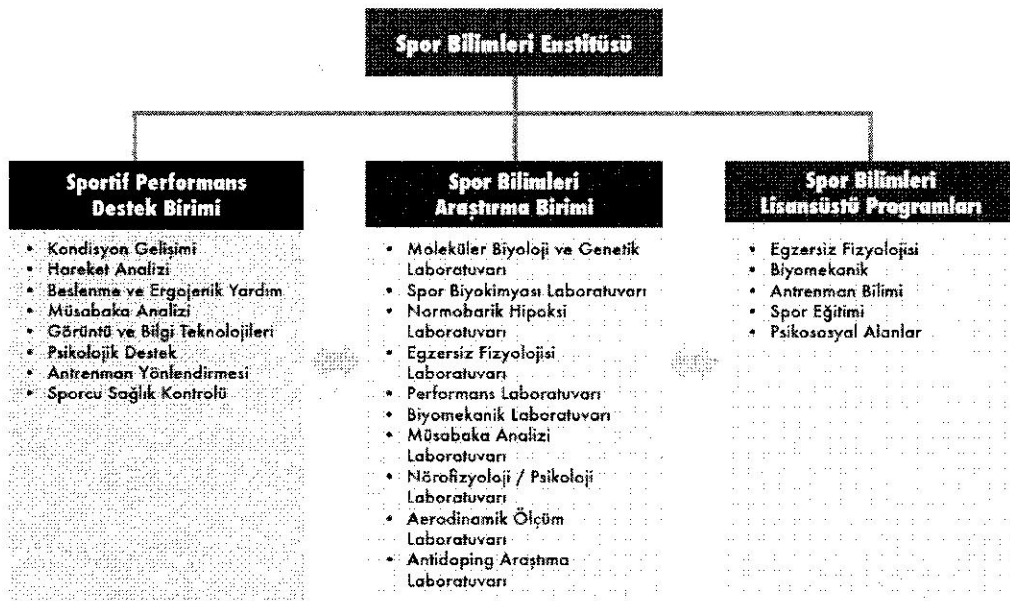 Spor Bilimleri Enstitüsü
Sportif Performans
Destek Birimi
• Kondisyon Gelişimi
• Hareket Analizi
• Beslenme ve Ergojenik Yardım
• Müsabaka Analizi
• Görüntü ve Bilgi Teknolojileri
• Psikolojik Destek
• Antrenman Yönlendirmesi
• Sporcu Sağlık Kontrolü
Spor Bilimleri
Araştırma Birimi
• Moleküler Biyoloji ve Genetik
Laboratuvarı
• Spor Biyokimyası Laboratuvarı
• Normobarik Hipoksi
Laboratuvarı
• Egzersiz Fizyolojisi
Laboratuvarı
• Performans Laboratuvarı
• Biyomekanik Laboratuvarı
• Müsabaka Analizi
Laboratuvarı
• Nörofizyoloji / Psikoloji
Laboratuvarı
• Aerodinamik Ölçüm
Laboratuvarı
• Antidoping Araştıma
Laboratuvarı
Spor Bilimleri
Lisansüstü Programları
• Egzersiz Fizyolojisi
• Biyomekanik
• Antrenman Bilimi
• Spor Eğitimi
• Psikososyal Alanlar